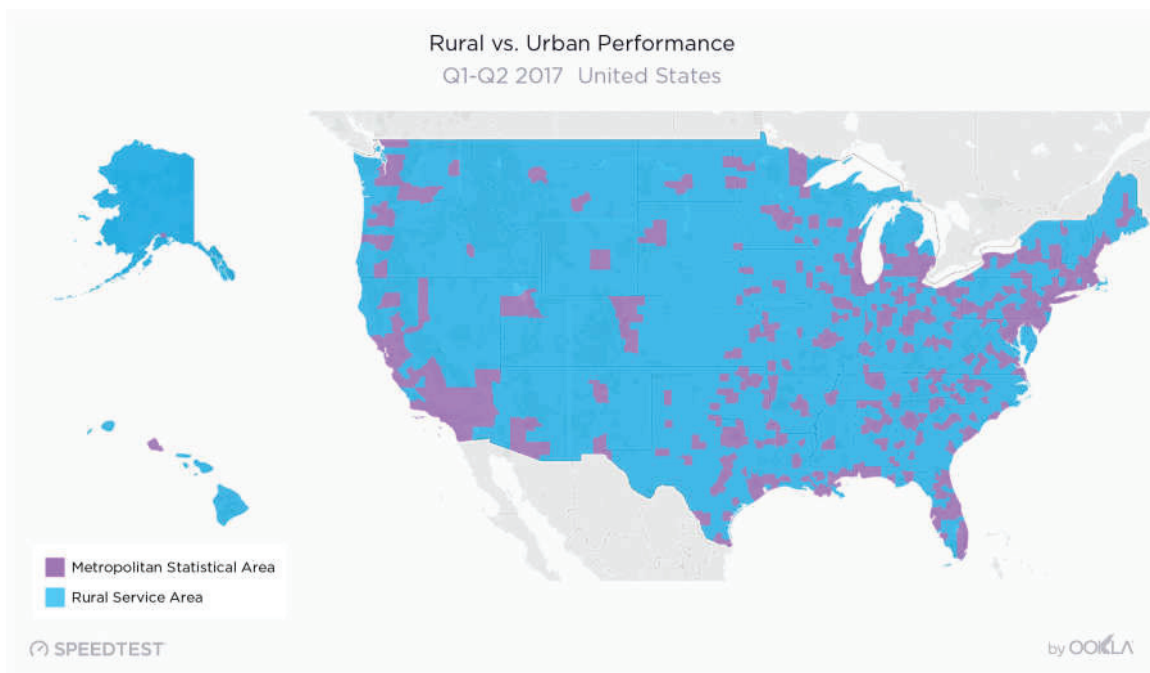 Rural vs. Urban Performance
Q1-Q2 2017 United States
Metropolitan Statistical Area
Rural Service Area
SPEEDTEST
by OOKLA